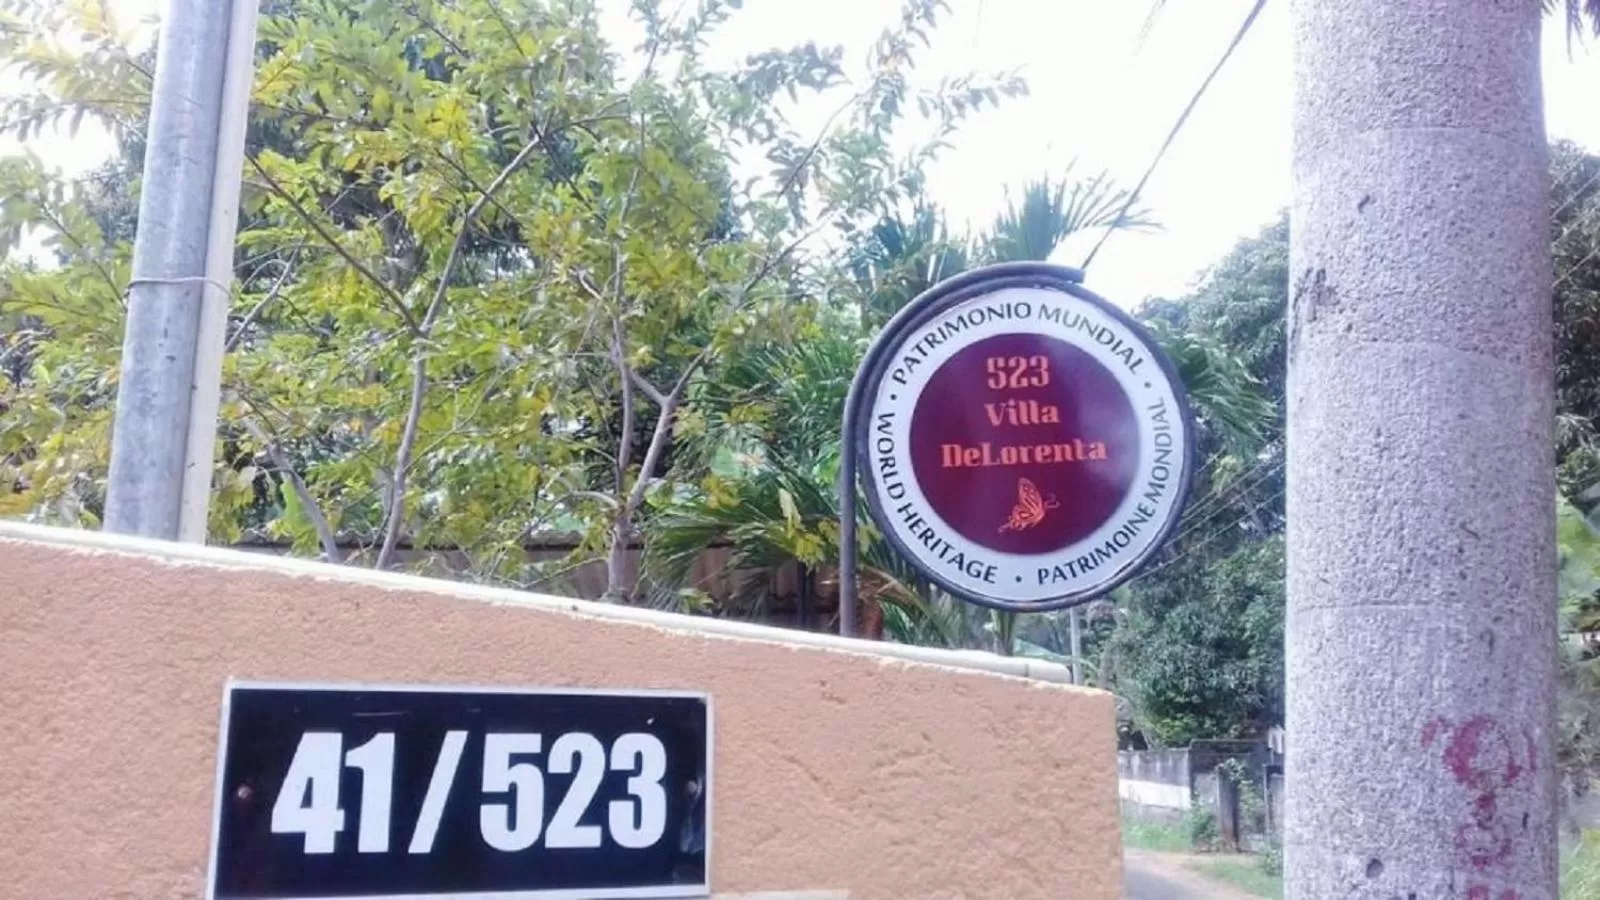 PATRIMONIO MUNDIAL •
WORLD HERITAGE •
PATRIMOINE MONDIAL •
523
Villa
DeLorenta
41/523